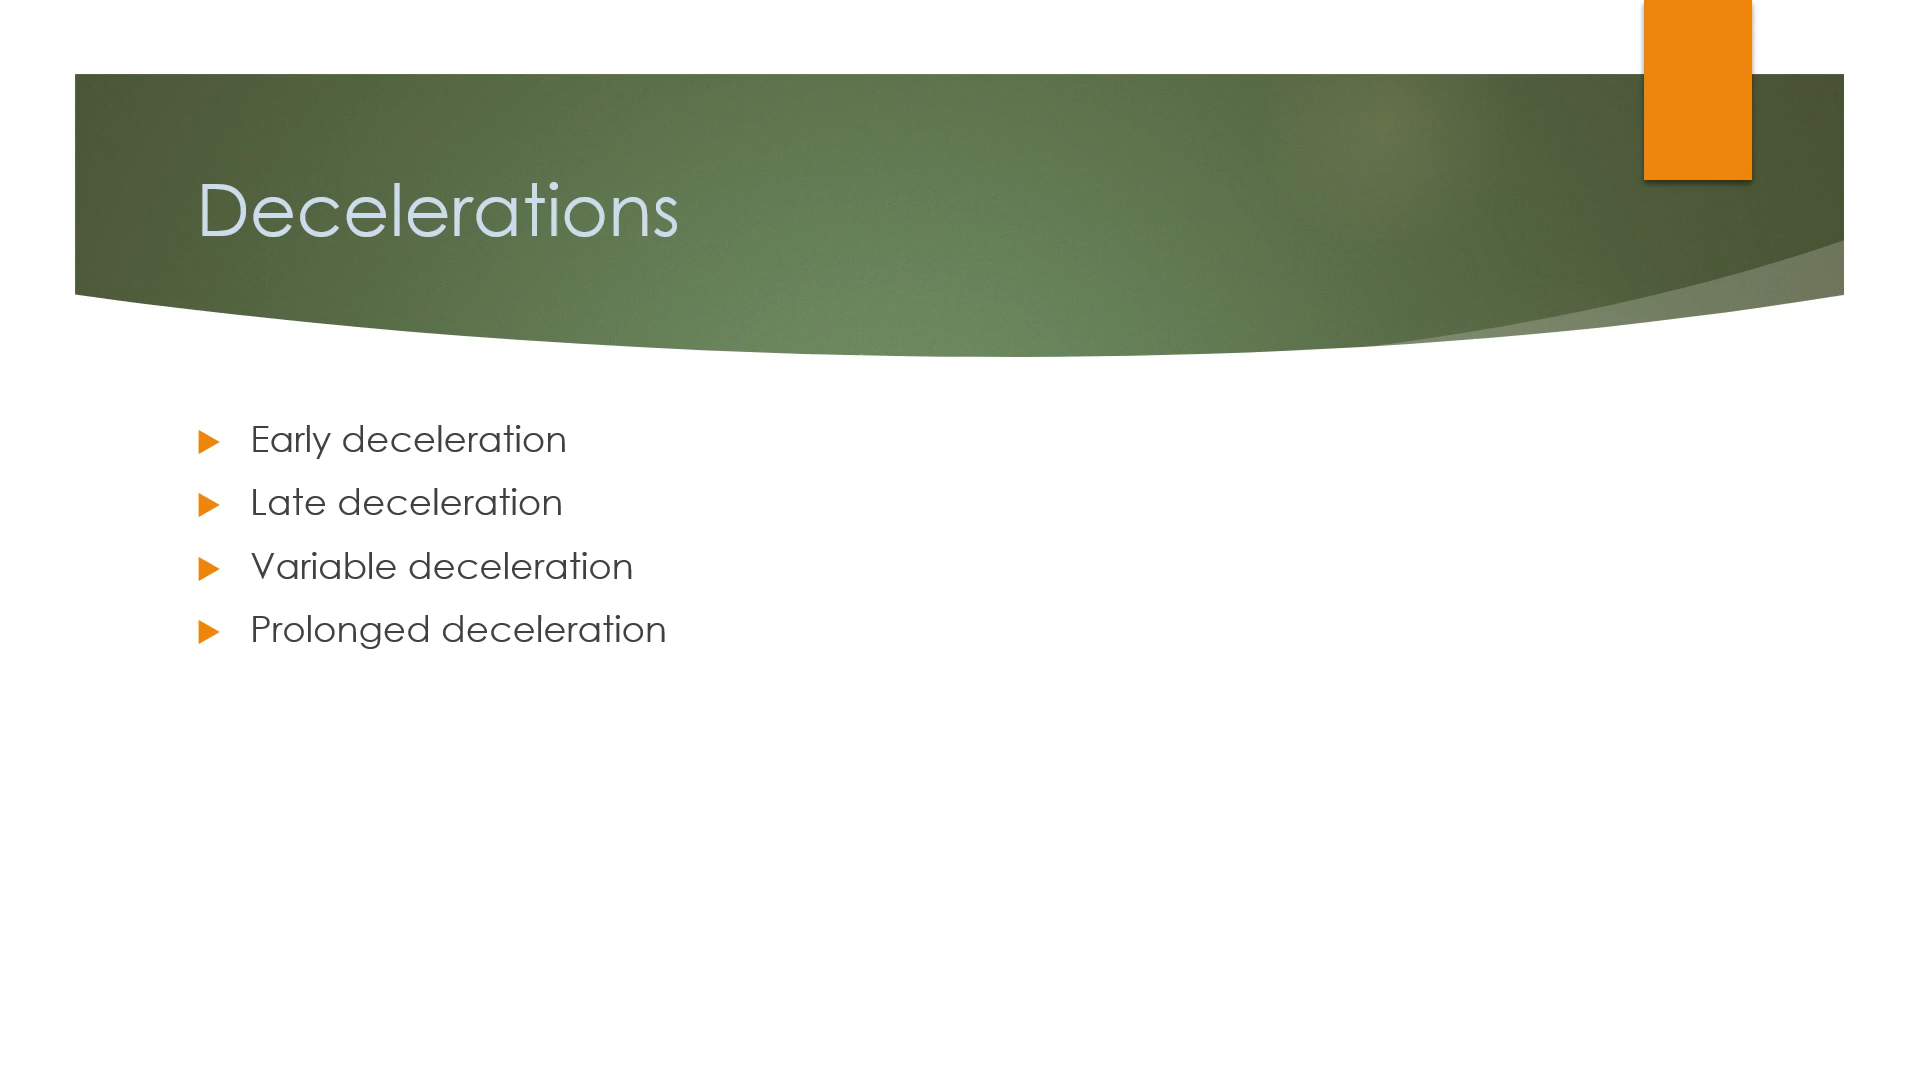 Decelerations
Early deceleration
Late deceleration
Variable deceleration
Prolonged deceleration